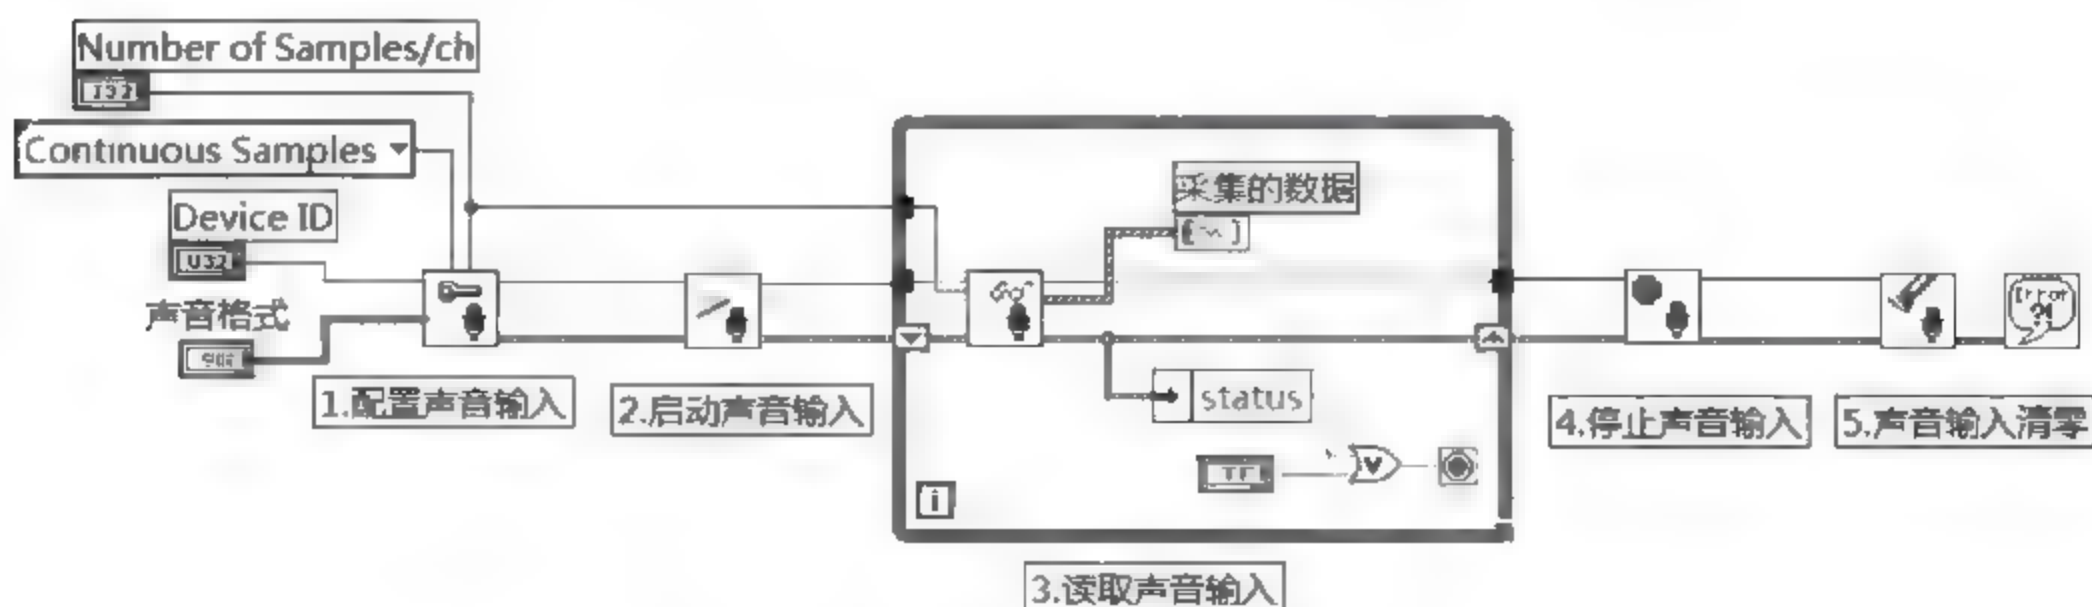 Number of Samples/ch
I32
Continuous Samples
Device ID
U32
声音格式
采集的数据
Error
?!
status
TF
i
1.配置声音输入
2.启动声音输入
3.读取声音输入
4.停止声音输入
5.声音输入清零